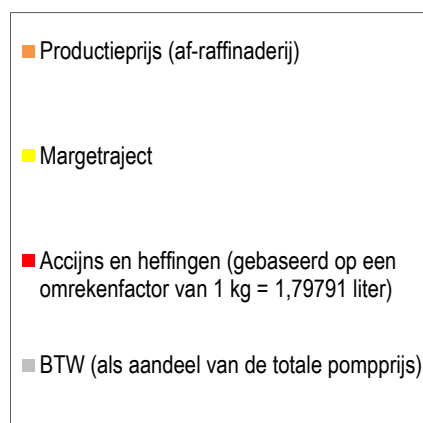 Productieprijs (af-raffinaderij)
Margetraject
Accijns en heffingen (gebaseerd op een
omrekenfactor van 1 kg = 1,79791 liter)
BTW (als aandeel van de totale pompprijs)